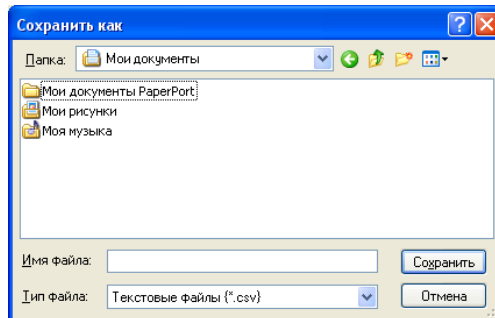 Сохранить как
Папка: Мои документы
Мои документы PaperPort
Мои рисунки
Моя музыка
Имя файла:
Сохранить
Тип файла: Текстовые файлы {*.csv}
Отмена